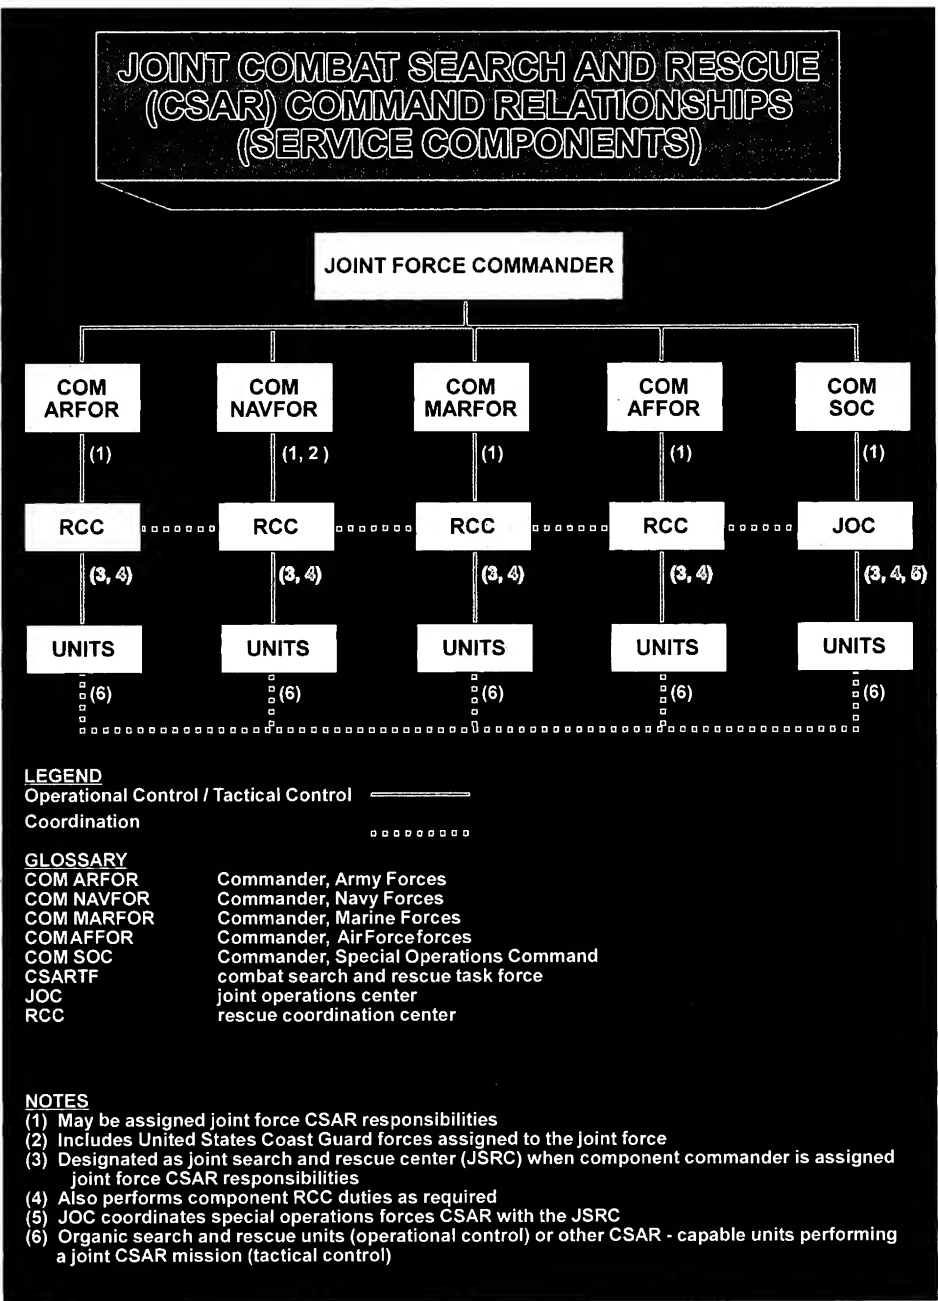 JOINT COMBAT SEARCH AND RESCUE
(CSAR) COMMAND RELATIONSHIPS
(SERVICE COMPONENTS)
JOINT FORCE COMMANDER
COM ARFOR
COM NAVFOR
COM MARFOR
COM AFFOR
COM SOC
(1)
(1, 2 )
(1)
(1)
(1)
RCC
RCC
RCC
RCC
JOC
(3, 4)
(3, 4)
(3, 4)
(3, 4)
(3, 4, 5)
UNITS
UNITS
UNITS
UNITS
UNITS
(6)
(6)
(6)
(6)
(6)
LEGEND
Operational Control / Tactical Control
Coordination
GLOSSARY
COM ARFOR Commander, Army Forces
COM NAVFOR Commander, Navy Forces
COM MARFOR Commander, Marine Forces
COMAFFOR Commander, AirForceforces
COM SOC Commander, Special Operations Command
CSARTF combat search and rescue task force
JOC joint operations center
RCC rescue coordination center
NOTES
(1) May be assigned joint force CSAR responsibilities
(2) Includes United States Coast Guard forces assigned to the joint force
(3) Designated as joint search and rescue center (JSRC) when component commander is assigned
joint force CSAR responsibilities
(4) Also performs component RCC duties as required
(5) JOC coordinates special operations forces CSAR with the JSRC
(6) Organic search and rescue units (operational control) or other CSAR - capable units performing
a joint CSAR mission (tactical control)